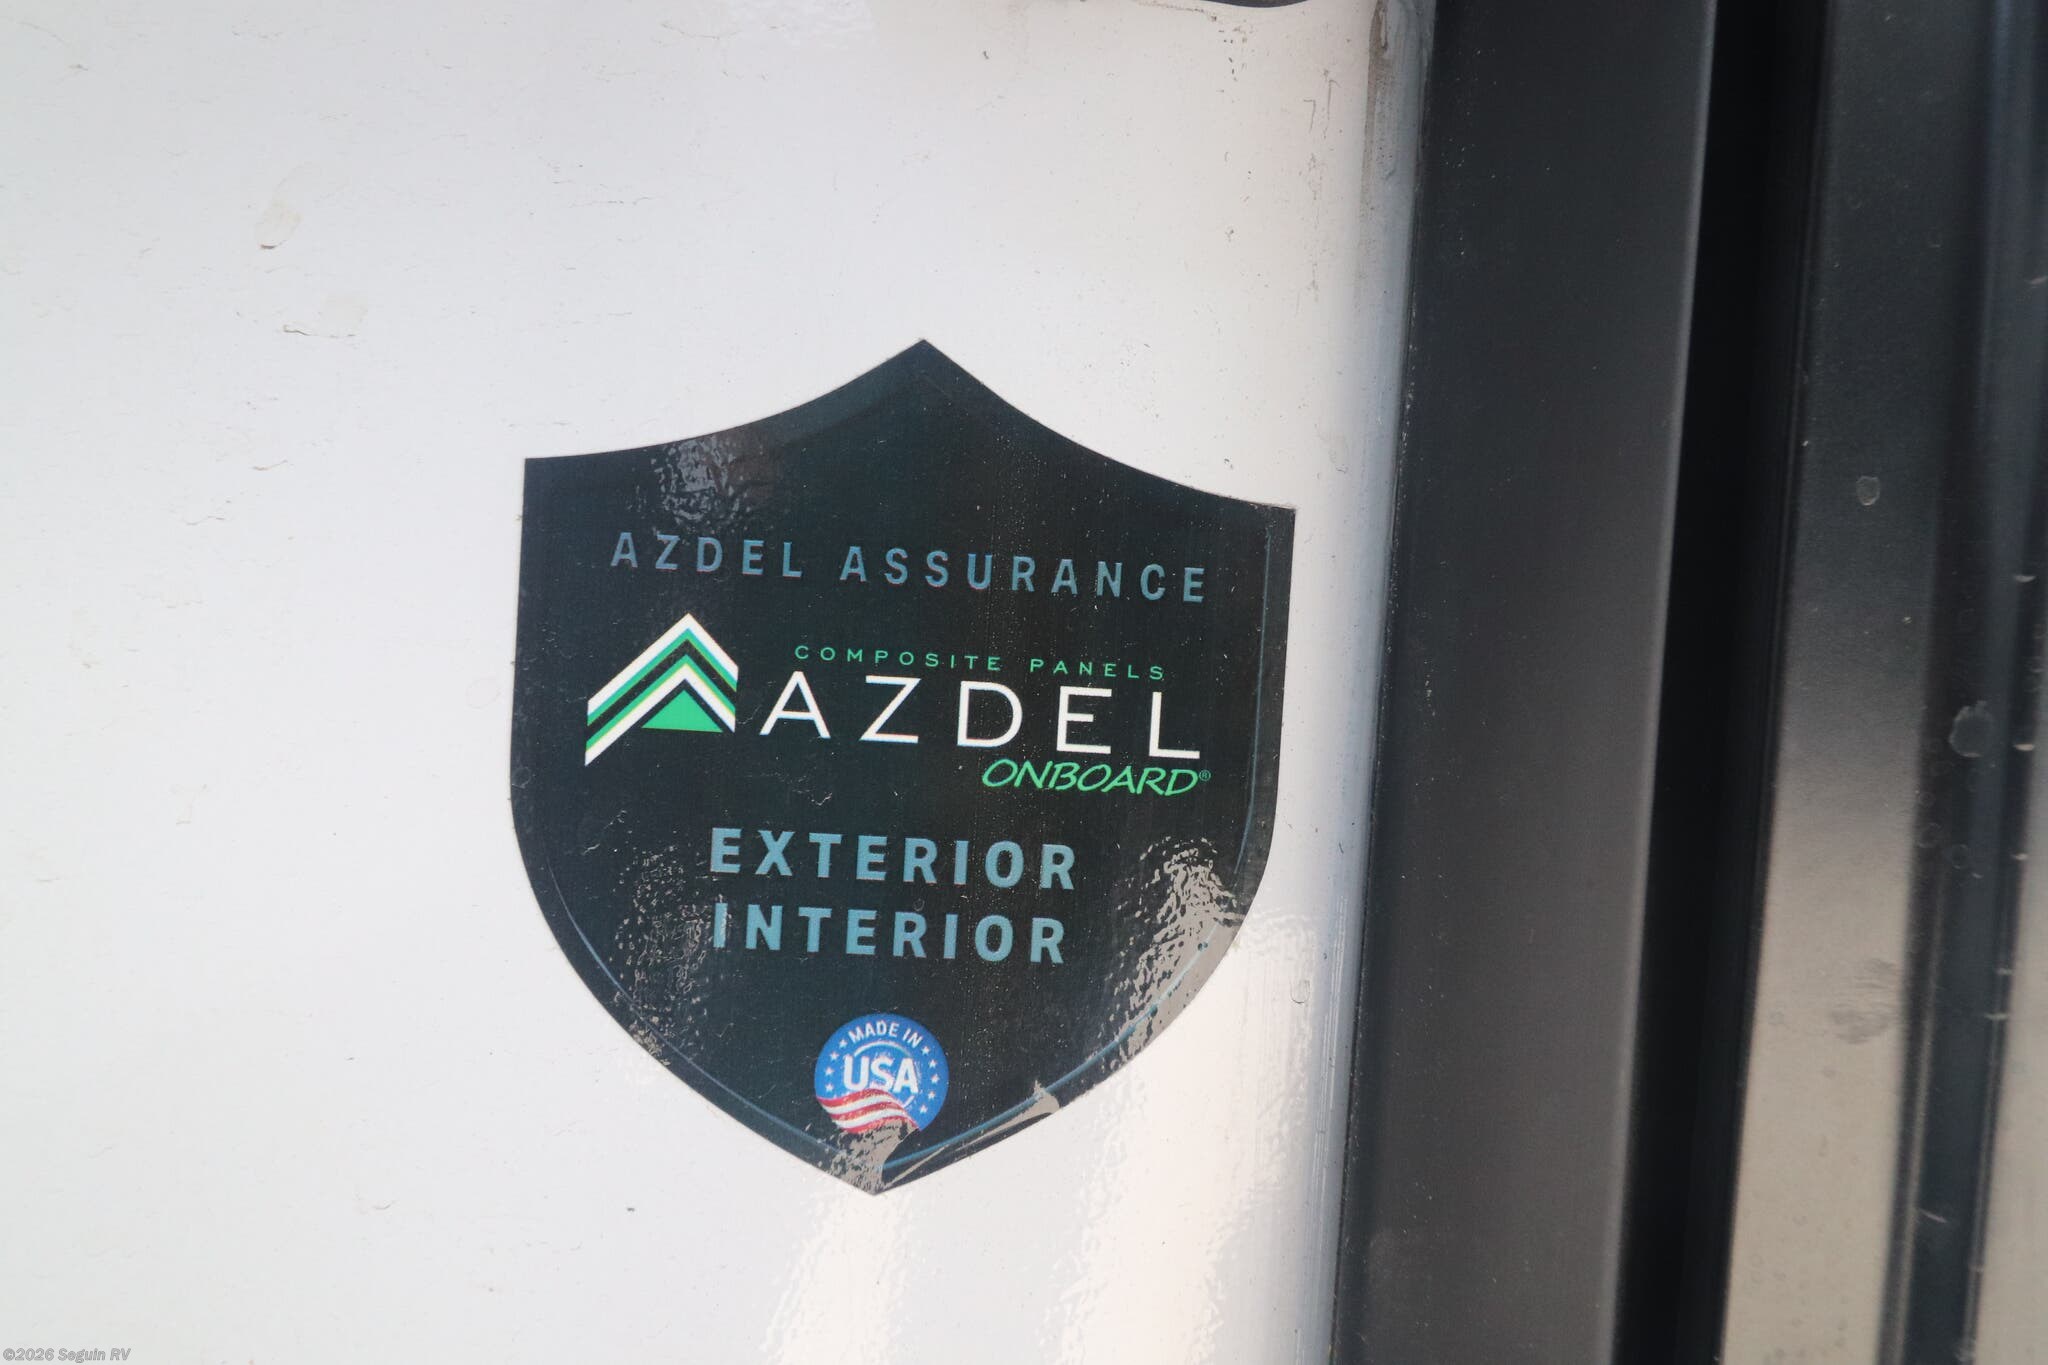 AZDEL ASSURANCE
COMPOSITE PANELS
AZDEL
ONBOARD®
EXTERIOR
INTERIOR
MADE IN
USA
©2026 Seguin RV